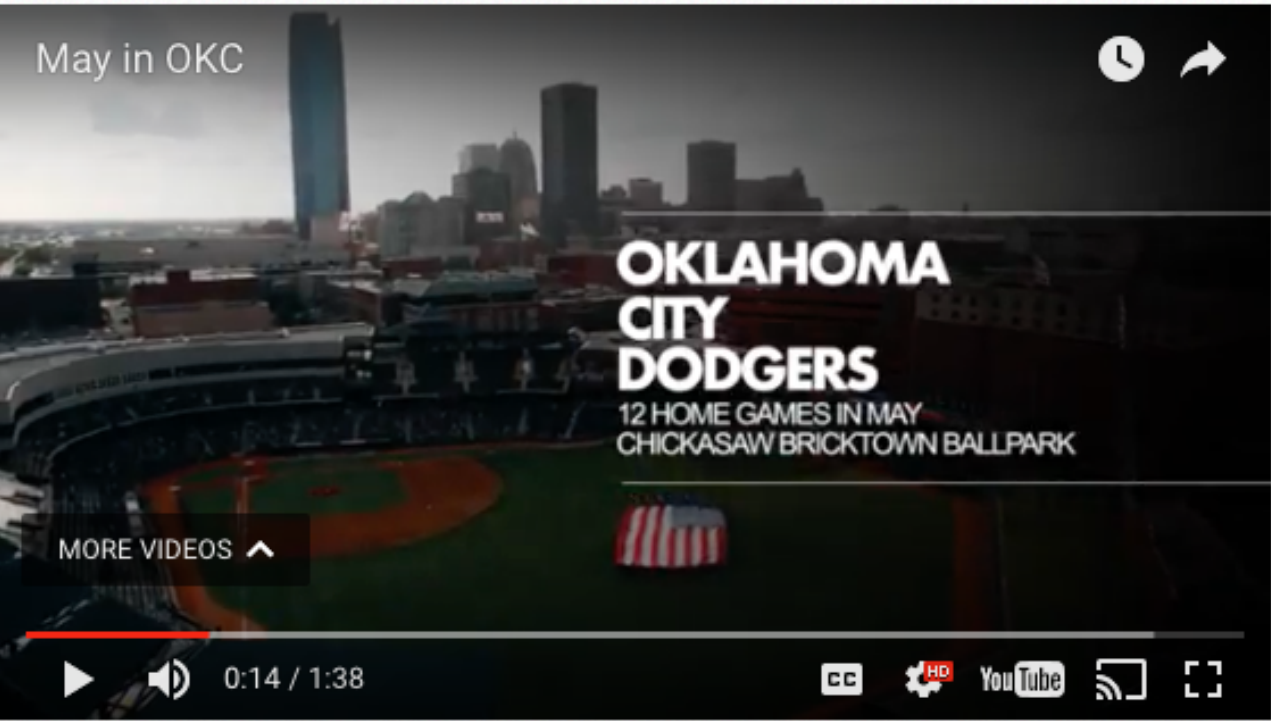 May in OKC
OKLAHOMA
CITY
DODGERS
12 HOME GAMES IN MAY
CHICKASAW BRICKTOWN BALLPARK
MORE VIDEOS
0:14 / 1:38
CC
HD
YouTube